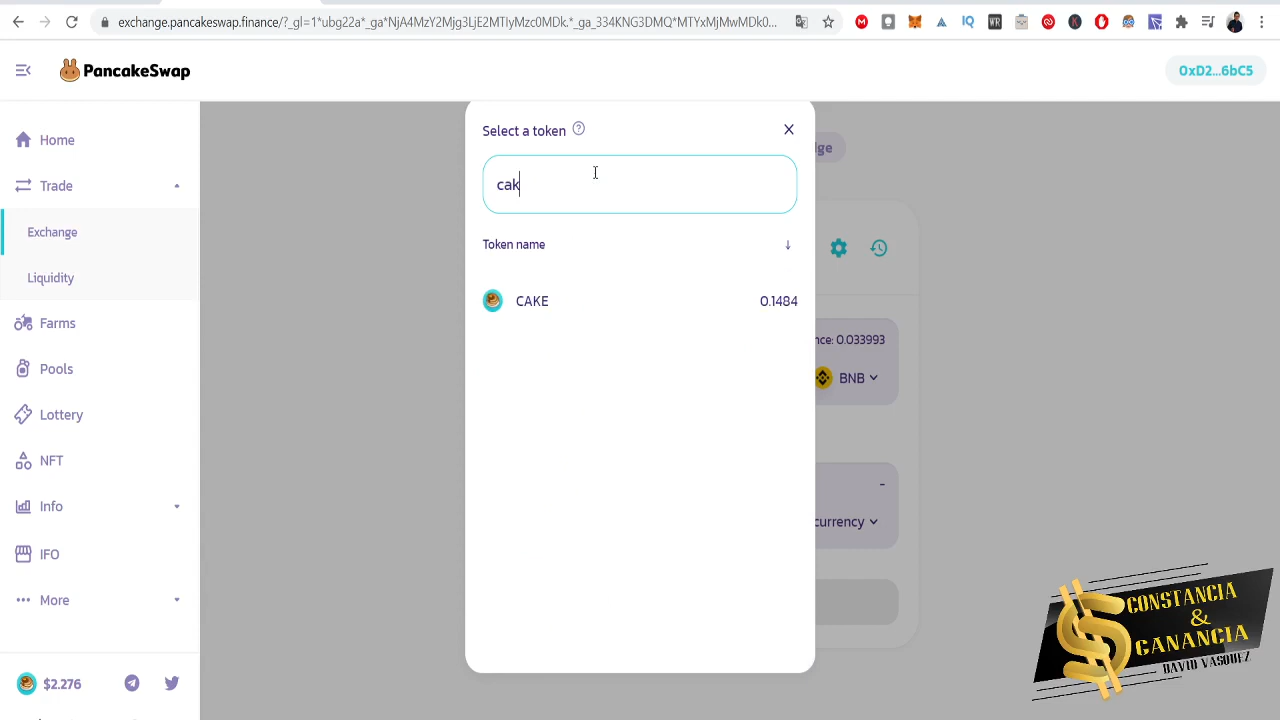 exchange.pancakeswap.finance/?_gl=1*ubg22a*_ga*NjA4MzY2Mjg3LjE2MTIyMzc0MDk.*_ga_334KNG3DMQ*MTYxMjMwMDk0...
PancakeSwap
0xD2...6bC5
Home
Trade
Exchange
Liquidity
Farms
Pools
Lottery
NFT
Info
IFO
More
$2.276
Select a token
cak
Token name
CAKE
0.1484
dge
nce: 0.033993
BNB
-
currency
CONSTANCIA
&
GANANCIA
DAVID VASQUEZ